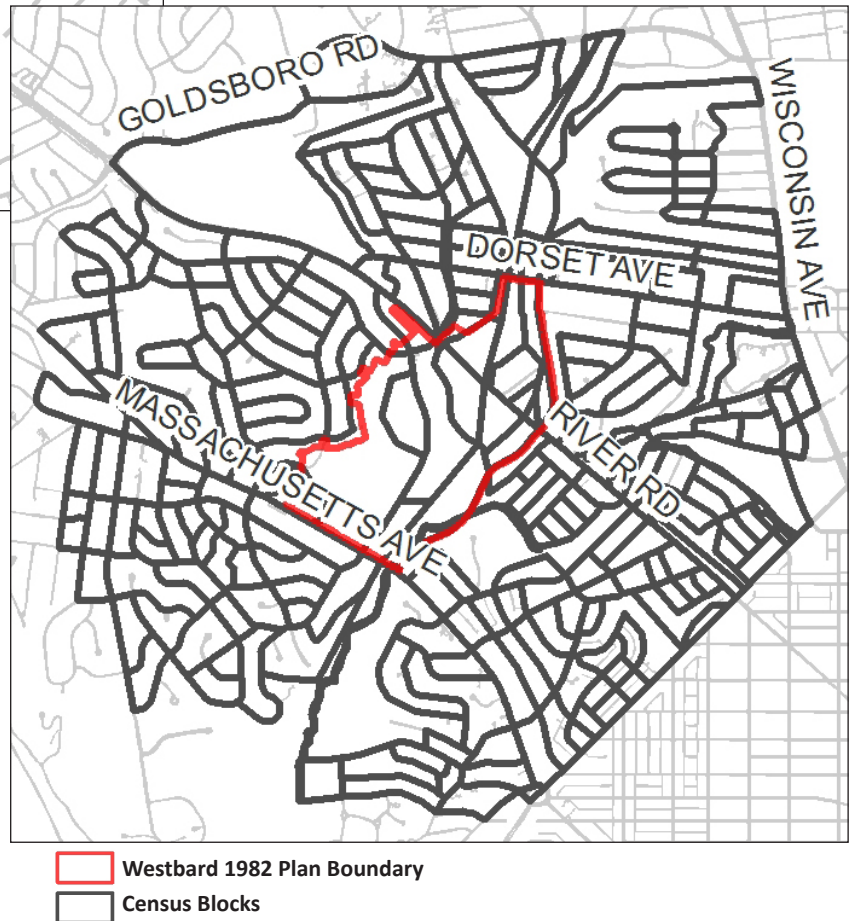 GOLDSBORO RD
WISCONSIN AVE
DORSET AVE
MASSACHUSETTS AVE
RIVER RD
Westbard 1982 Plan Boundary
Census Blocks